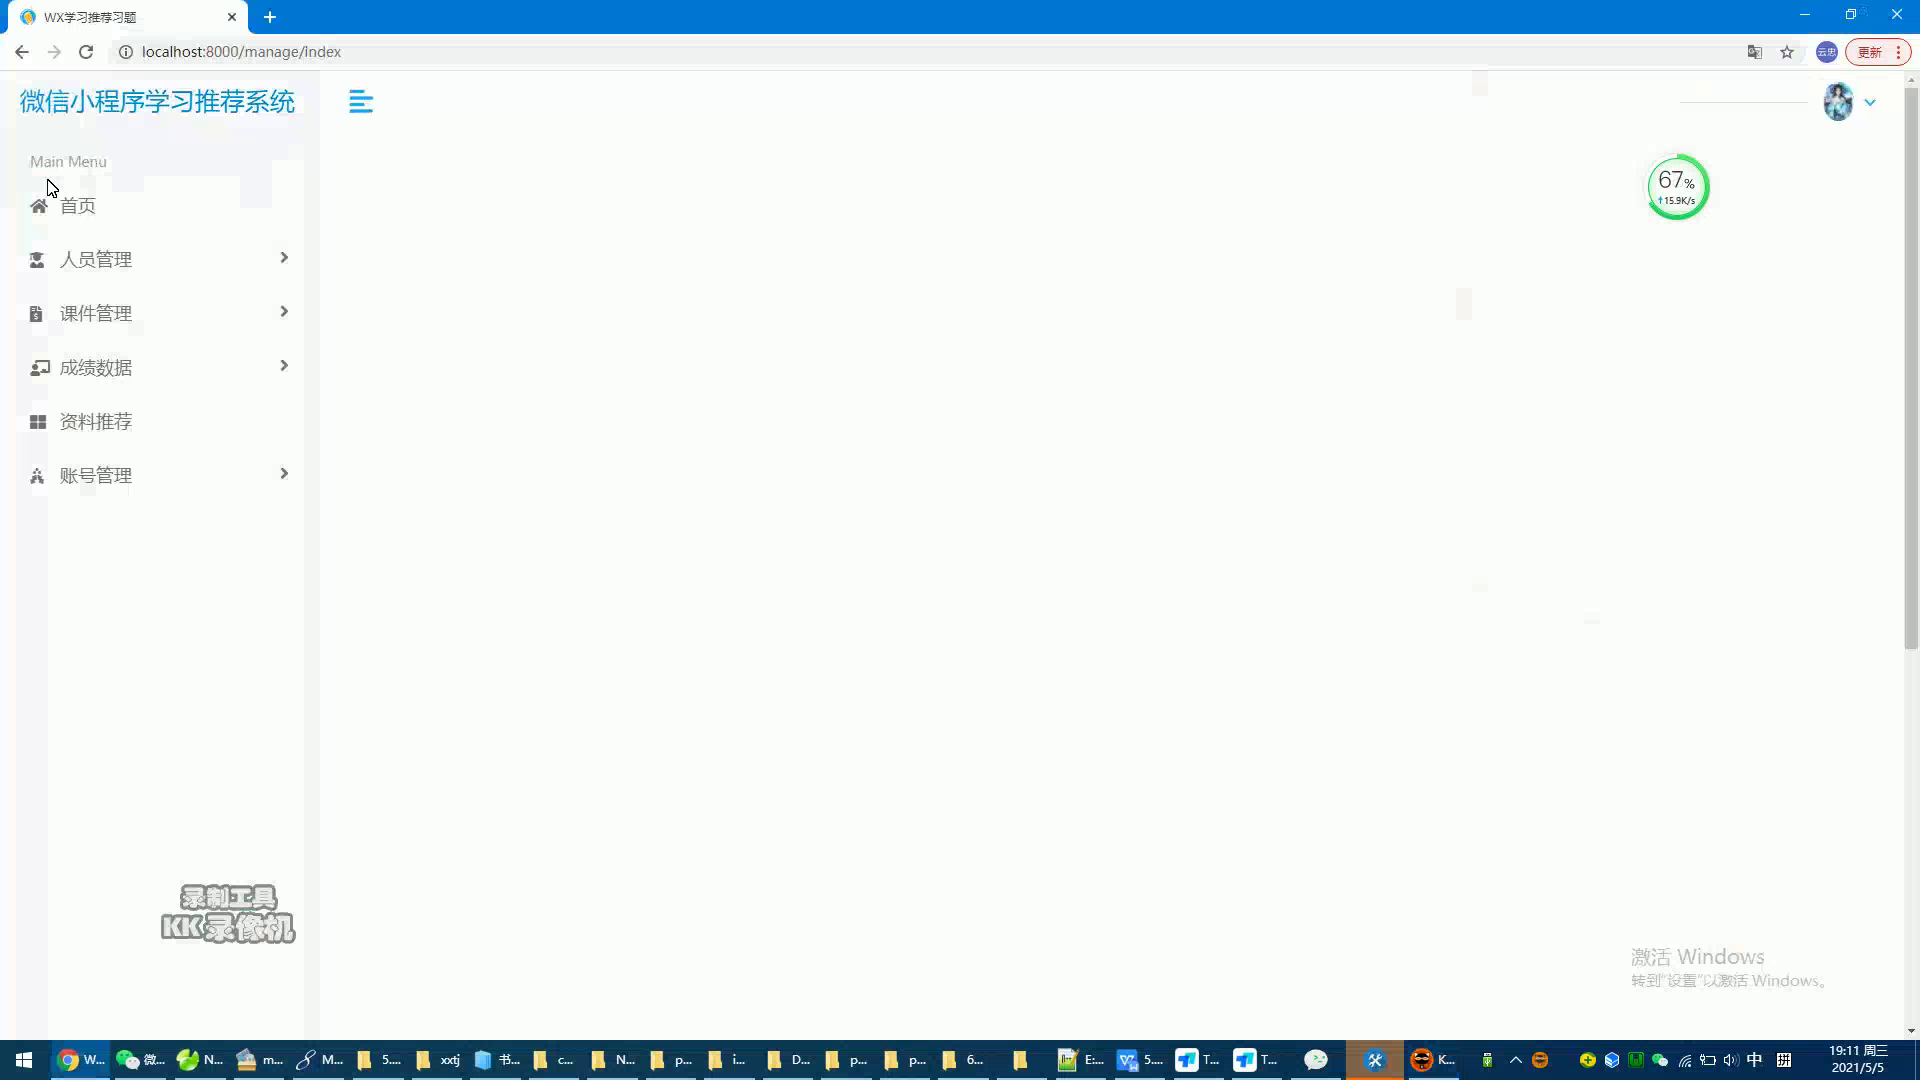 WX学习推荐习题
localhost:8000/manage/index
云忠
更新
微信小程序学习推荐系统
Main Menu
67%
15.9K/s
首页
人员管理
课件管理
成绩数据
资料推荐
账号管理
录制工具
KK录像机
激活 Windows
转到"设置"以激活 Windows。
W...
微...
N...
m...
M...
5....
xxtj
书...
c...
N...
p...
i...
D...
p...
p...
6...
E:...
5....
T...
T...
K...
中
拼
19:11 周三
2021/5/5